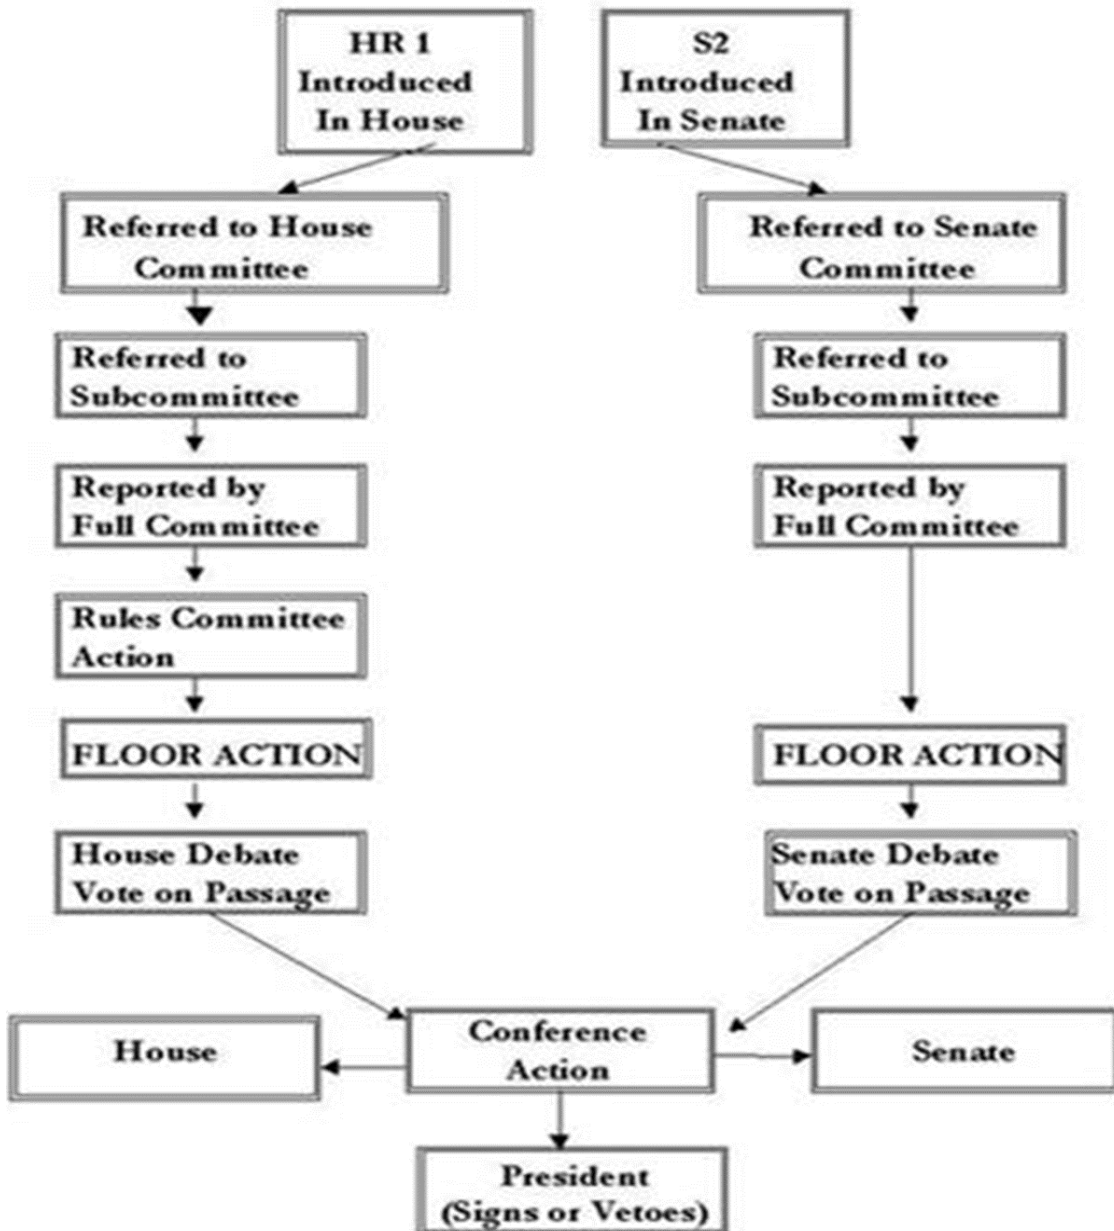 HR 1
Introduced
In House
S2
Introduced
In Senate
Referred to House
Committee
Referred to Senate
Committee
Referred to
Subcommittee
Referred to
Subcommittee
Reported by
Full Committee
Reported by
Full Committee
Rules Committee
Action
FLOOR ACTION
FLOOR ACTION
House Debate
Vote on Passage
Senate Debate
Vote on Passage
House
Conference
Action
Senate
President
(Signs or Vetoes)